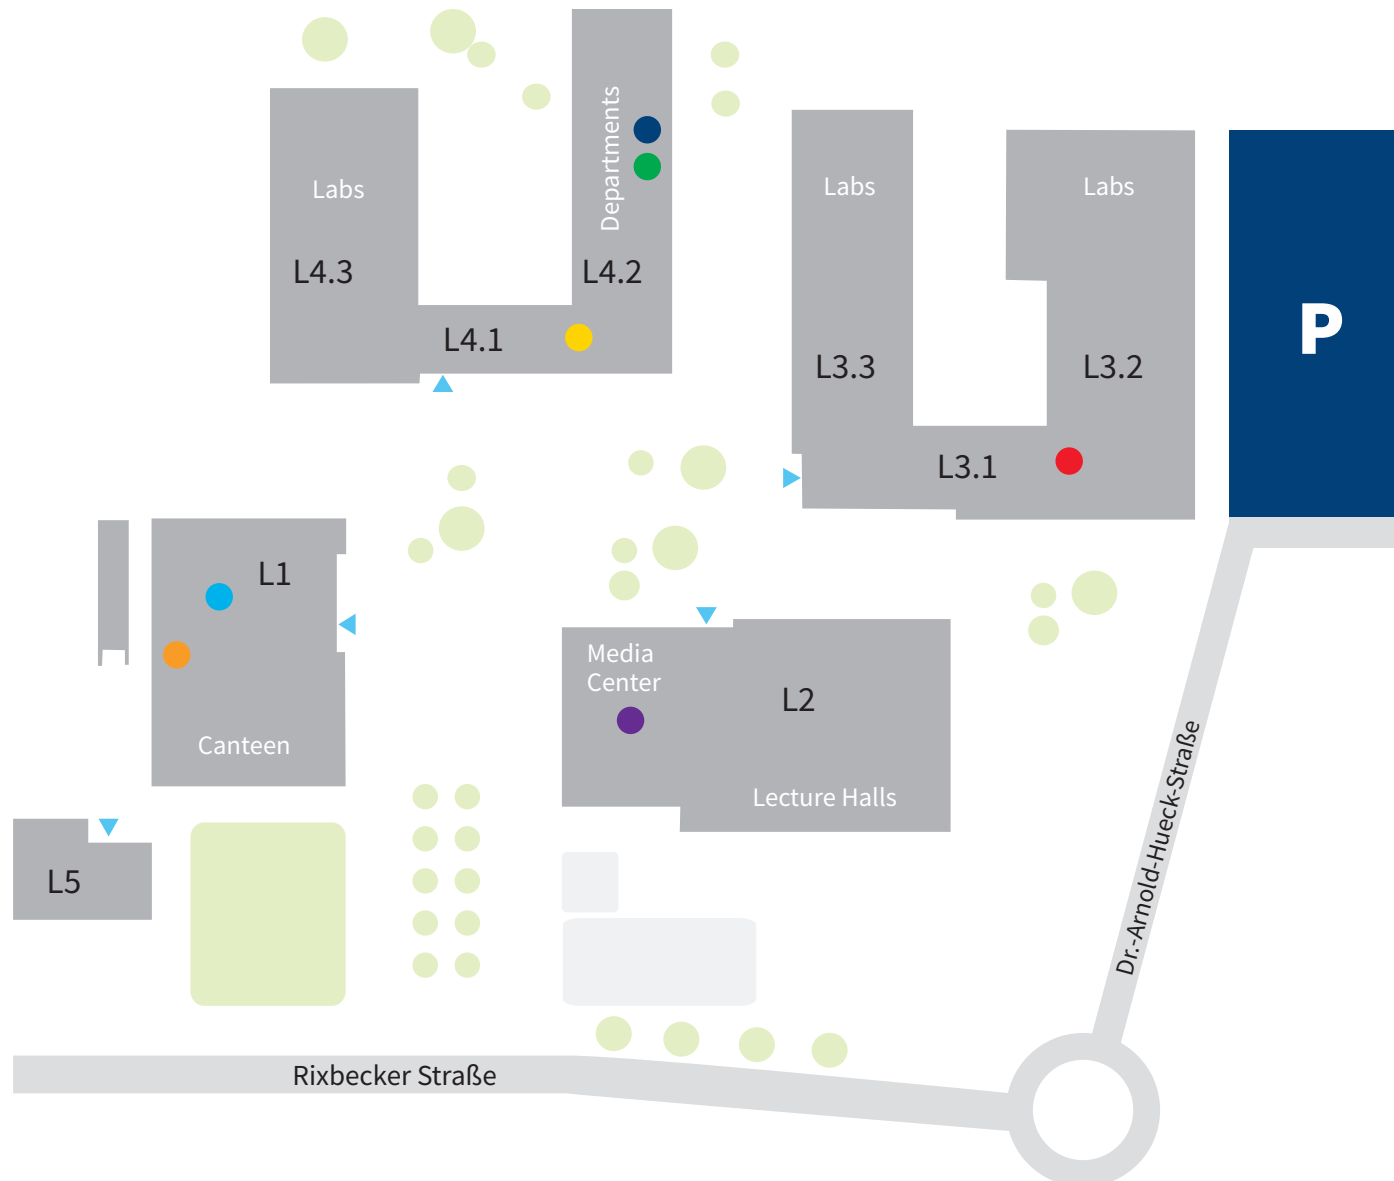 Departments
Labs
L4.3
L4.2
L4.1
Labs
Labs
L3.3
L3.2
L3.1
P
L1
Canteen
Media
Center
L2
Lecture Halls
L5
Dr.-Arnold-Hueck-Straße
Rixbecker Straße